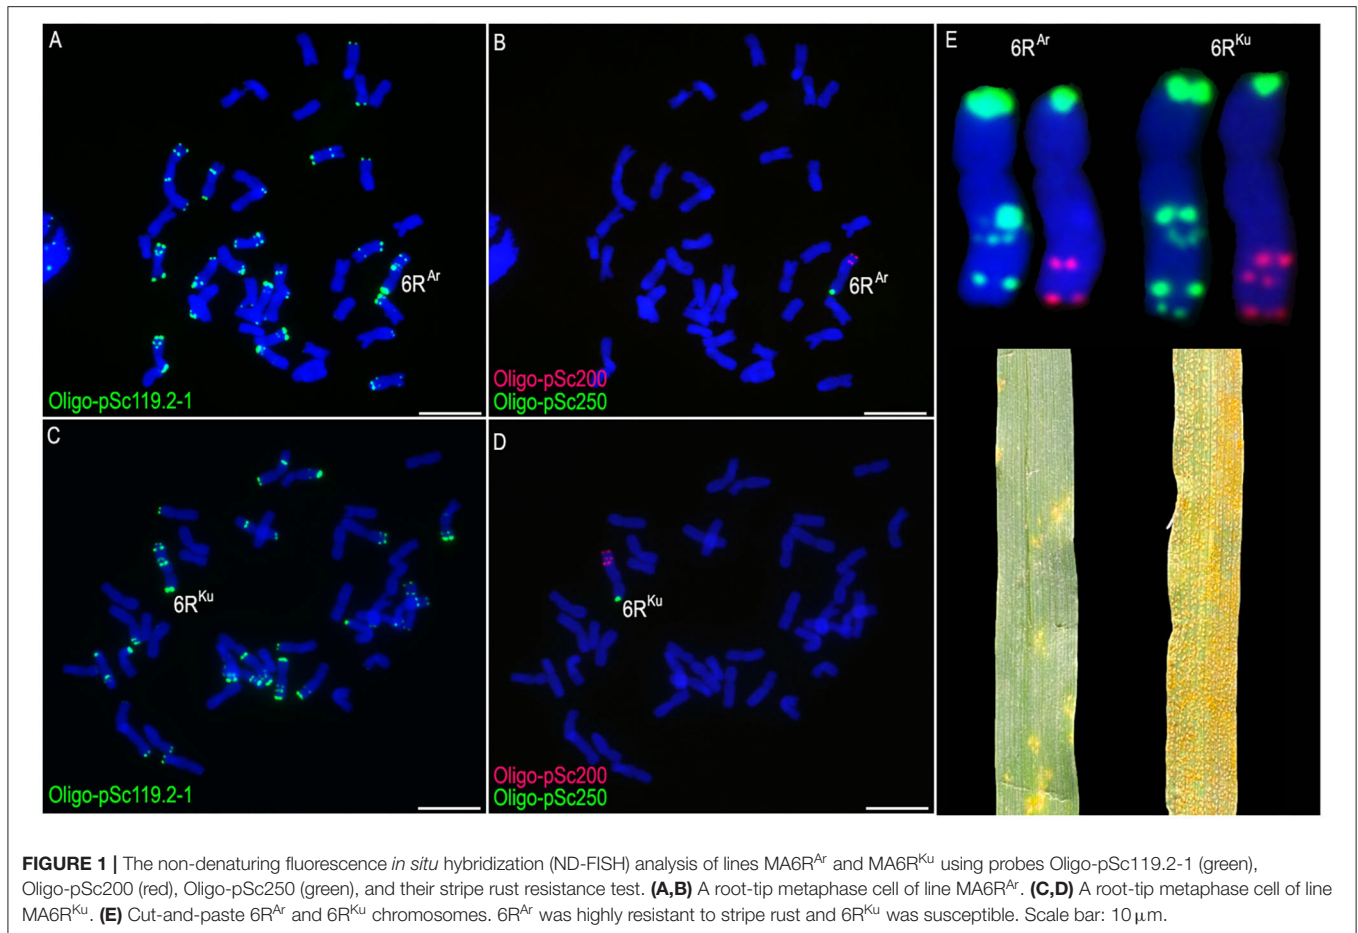 A
B
E
6R^Ar
6R^Ku
6R^Ar
6R^Ar
Oligo-pSc119.2-1
Oligo-pSc200
Oligo-pSc250
C
D
6R^Ku
6R^Ku
Oligo-pSc119.2-1
Oligo-pSc200
Oligo-pSc250
FIGURE 1 | The non-denaturing fluorescence in situ hybridization (ND-FISH) analysis of lines MA6R^Ar and MA6R^Ku using probes Oligo-pSc119.2-1 (green),
Oligo-pSc200 (red), Oligo-pSc250 (green), and their stripe rust resistance test. (A,B) A root-tip metaphase cell of line MA6R^Ar. (C,D) A root-tip metaphase cell of line
MA6R^Ku. (E) Cut-and-paste 6R^Ar and 6R^Ku chromosomes. 6R^Ar was highly resistant to stripe rust and 6R^Ku was susceptible. Scale bar: 10 μm.